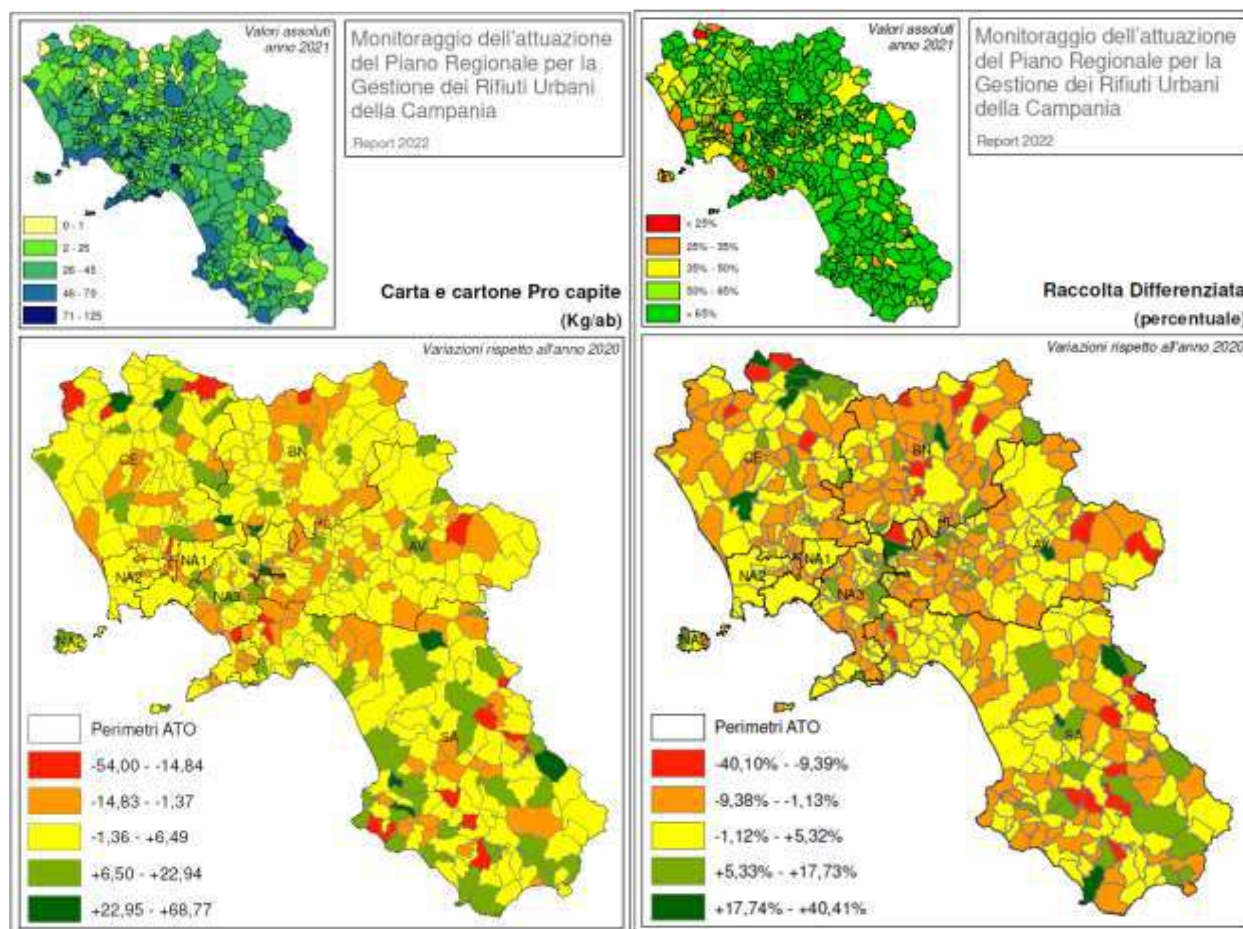 Valori assoluti
anno 2021
Monitoraggio dell'attuazione
del Piano Regionale per la
Gestione dei Rifiuti Urbani
della Campania
Report 2022
0 - 1
2 - 25
26 - 45
46 - 70
71 - 125
Carta e cartone Pro capite
(Kg/ab)
Variazioni rispetto all'anno 2020
CE
BN
AV
NA1
NA2
NA3
NA2
SA
Perimetri ATO
-54,00 - -14,84
-14,83 - -1,37
-1,36 - +6,49
+6,50 - +22,94
+22,95 - +68,77
Valori assoluti
anno 2021
Monitoraggio dell'attuazione
del Piano Regionale per la
Gestione dei Rifiuti Urbani
della Campania
Report 2022
< 25%
25% - 35%
35% - 50%
50% - 65%
> 65%
Raccolta Differenziata
(percentuale)
Variazioni rispetto all'anno 2020
CE
BN
AV
NA1
NA2
NA3
SA
Perimetri ATO
-40,10% - -9,39%
-9,38% - -1,13%
-1,12% - +5,32%
+5,33% - +17,73%
+17,74% - +40,41%